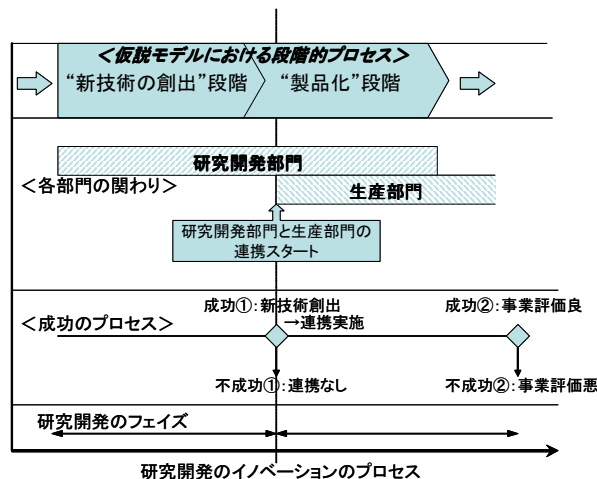 ＜仮説モデルにおける段階的プロセス＞
“新技術の創出”段階
“製品化”段階
研究開発部門
＜各部門の関わり＞
生産部門
研究開発部門と生産部門の
連携スタート
成功①：新技術創出
→連携実施
成功②：事業評価良
＜成功のプロセス＞
不成功①：連携なし
不成功②：事業評価悪
研究開発のフェイズ
研究開発のイノベーションのプロセス